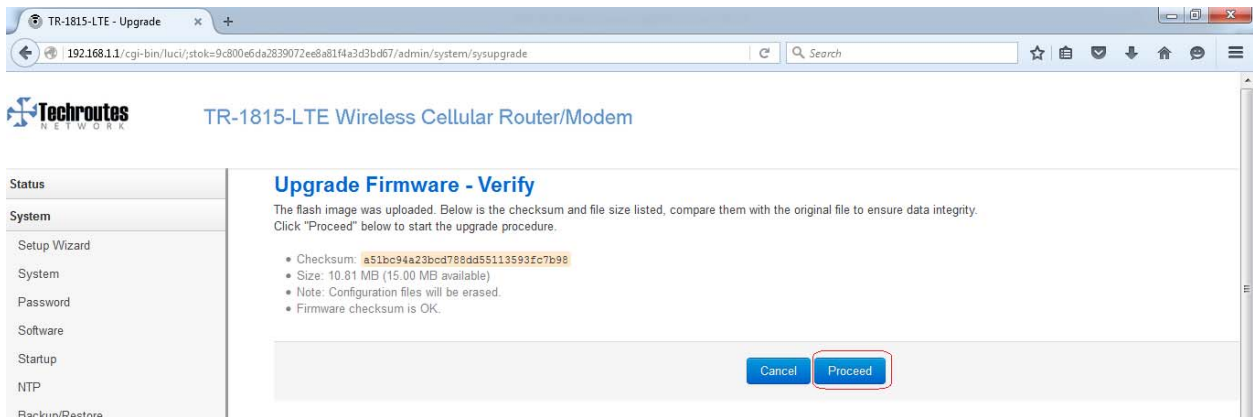 TR-1815-LTE - Upgrade
192.168.1.1/cgi-bin/luci/;stok=9c800e6da2839072ee8a81f4a3d3bd67/admin/system/sysupgrade
Search
Techroutes
NETWORK
TR-1815-LTE Wireless Cellular Router/Modem
Status
System
Setup Wizard
System
Password
Software
Startup
NTP
Backup/Restore
Upgrade Firmware - Verify
The flash image was uploaded. Below is the checksum and file size listed, compare them with the original file to ensure data integrity.
Click "Proceed" below to start the upgrade procedure.
Checksum: a51bc94a23bcd788dd55113593fc7b98
Size: 10.81 MB (15.00 MB available)
Note: Configuration files will be erased.
Firmware checksum is OK.
Cancel
Proceed